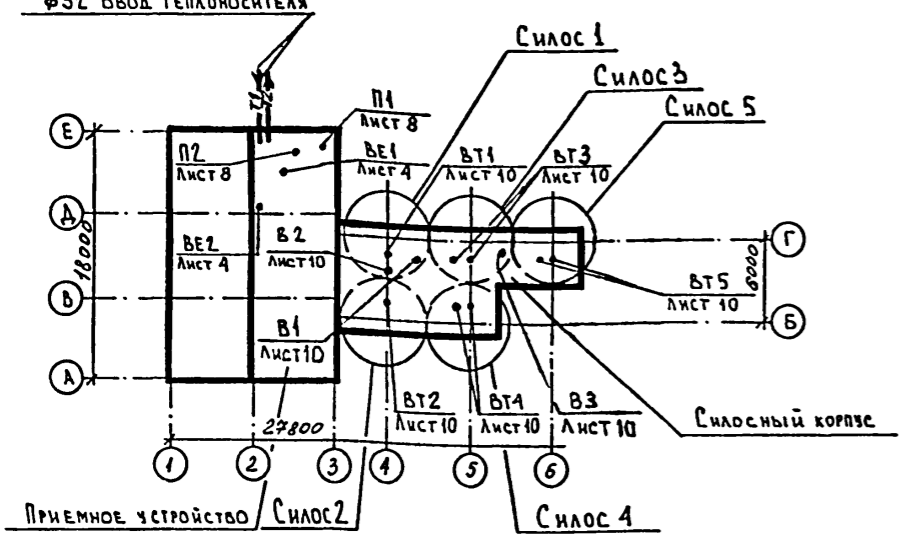 φ32 ВВОД ТЕПЛОНОСИТЕЛЯ
Силос 1
Силос 3
Силос 5
Т1 Т2
П1
Лист 8
П2
Лист 8
ВЕ1
Лист 4
ВТ1
Лист 10
ВТ3
Лист 10
Е
Д
В
А
18000
ВЕ2
Лист 4
В2
Лист 10
Г
Б
6000
ВТ5
Лист 10
В1
Лист 10
ВТ2
Лист 10
ВТ4
Лист 10
В3
Лист 10
Силосный корпус
27800
1 2 3 4 5 6
Приемное устройство
Силос 2
Силос 4